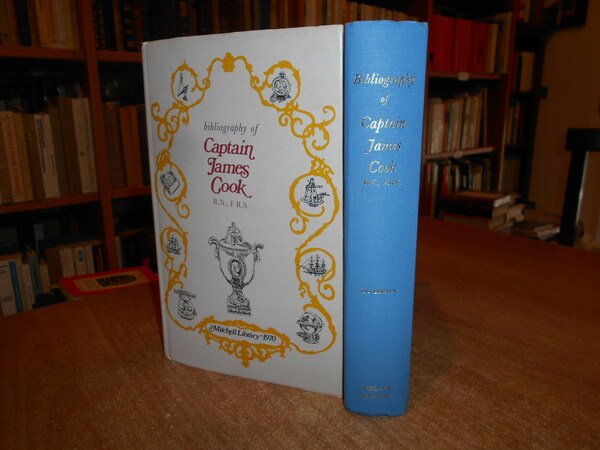 bibliography of
Captain
James
Cook
R.N., F.R.S.
Mitchell Library 1970
Bibliography
of
Captain
James
Cook
R.N., F.R.S.